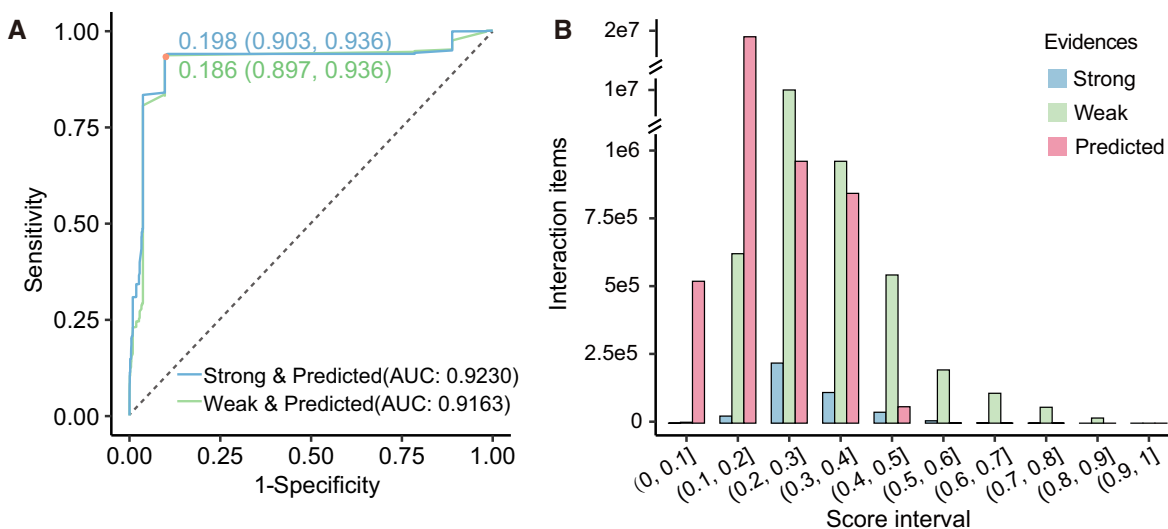 A
1.00
0.75
0.50
0.25
0.00
Sensitivity
0.198 (0.903, 0.936)
0.186 (0.897, 0.936)
Strong & Predicted(AUC: 0.9230)
Weak & Predicted(AUC: 0.9163)
0.00 0.25 0.50 0.75 1.00
1-Specificity
B
2e7
1e7
1e6
7.5e5
5e5
2.5e5
0
Interaction items
Evidences
Strong
Weak
Predicted
(0, 0.1] (0.1, 0.2] (0.2, 0.3] (0.3, 0.4] (0.4, 0.5] (0.5, 0.6] (0.6, 0.7] (0.7, 0.8] (0.8, 0.9] (0.9, 1]
Score interval